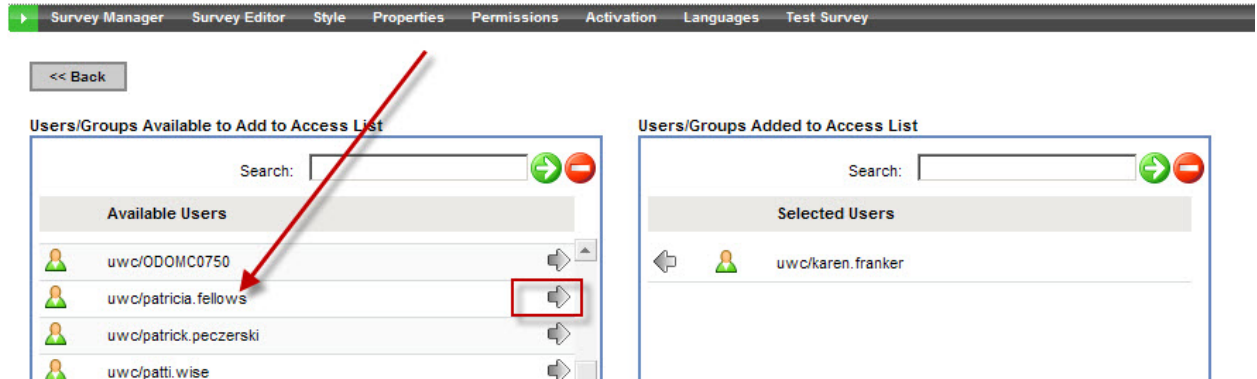 Survey Manager Survey Editor Style Properties Permissions Activation Languages Test Survey
<< Back
Users/Groups Available to Add to Access List
Search:
Available Users
uwc/ODOMC0750
uwc/patricia.fellows
uwc/patrick.peczerski
uwc/patti.wise
Users/Groups Added to Access List
Search:
Selected Users
uwc/karen.franker